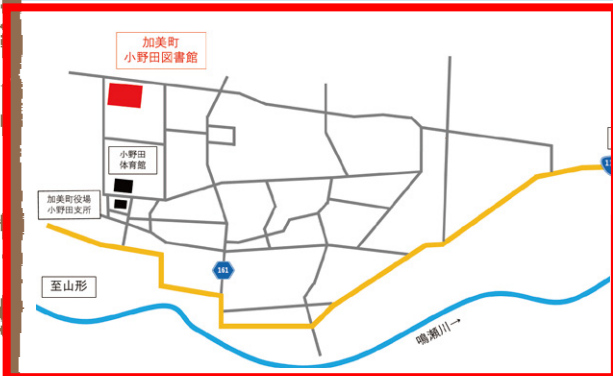 加美町
小野田図書館
小野田
体育館
加美町役場
小野田支所
161
至山形
鳴瀬川→